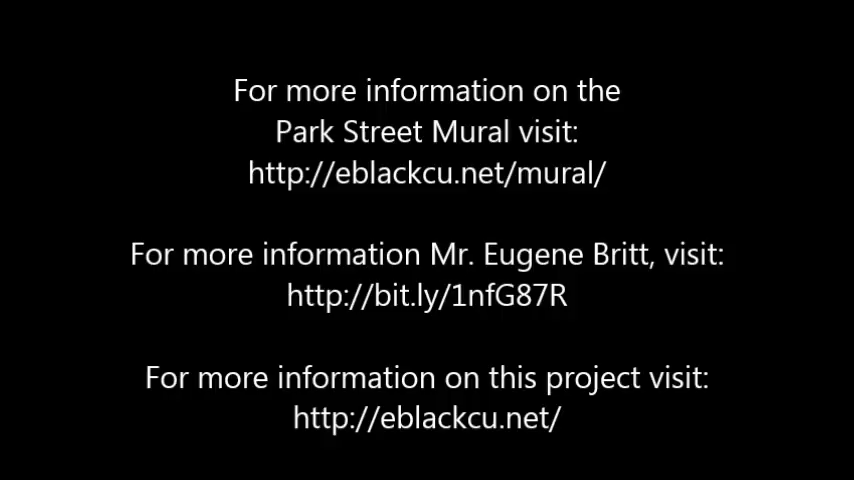 For more information on the
Park Street Mural visit:
http://eblackcu.net/mural/
For more information Mr. Eugene Britt, visit:
http://bit.ly/1nfG87R
For more information on this project visit:
http://eblackcu.net/